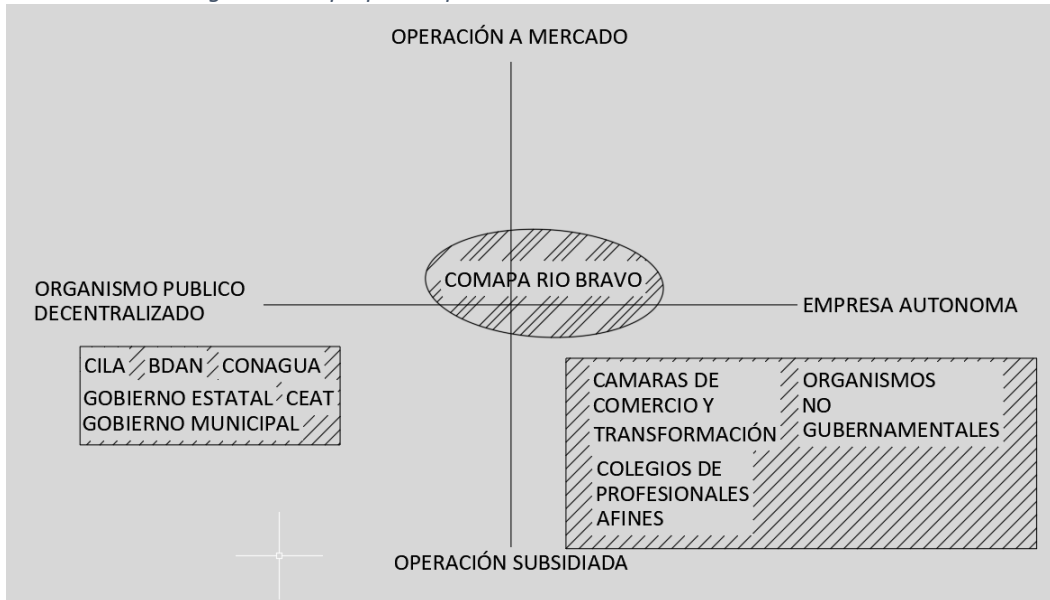 OPERACIÓN A MERCADO
COMAPA RIO BRAVO
ORGANISMO PUBLICO
DECENTRALIZADO
EMPRESA AUTONOMA
CILA BDAN CONAGUA
GOBIERNO ESTATAL CEAT
GOBIERNO MUNICIPAL
CAMARAS DE
COMERCIO Y
TRANSFORMACIÓN
COLEGIOS DE
PROFESIONALES
AFINES
ORGANISMOS
NO
GUBERNAMENTALES
OPERACIÓN SUBSIDIADA